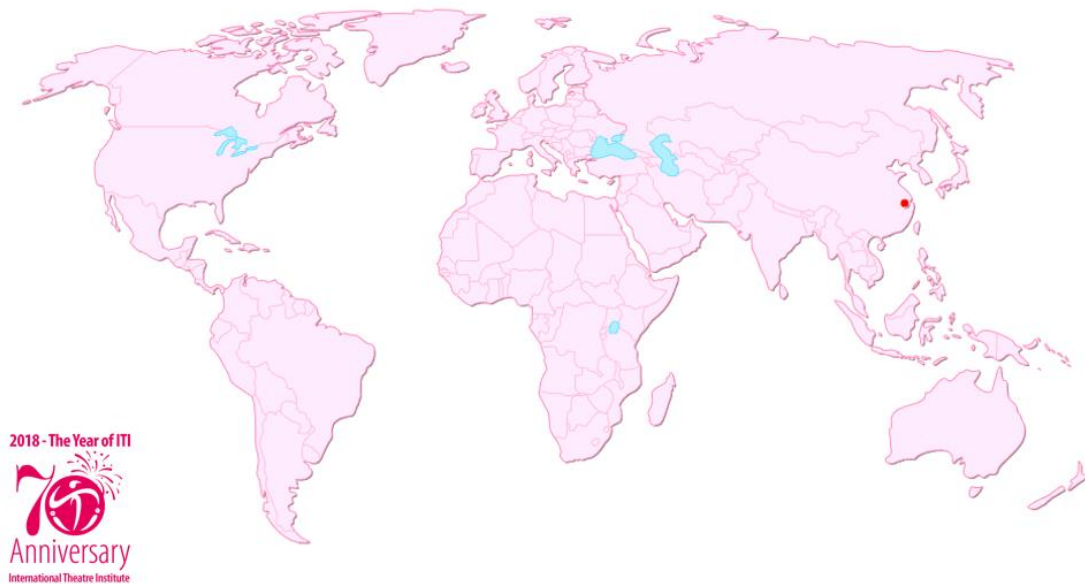 2018 - The Year of ITI
70
Anniversary
International Theatre Institute